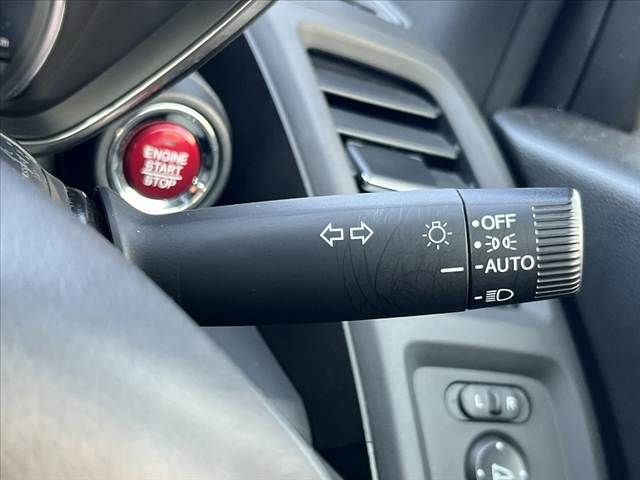 ENGINE
START
STOP
OFF
AUTO
L R